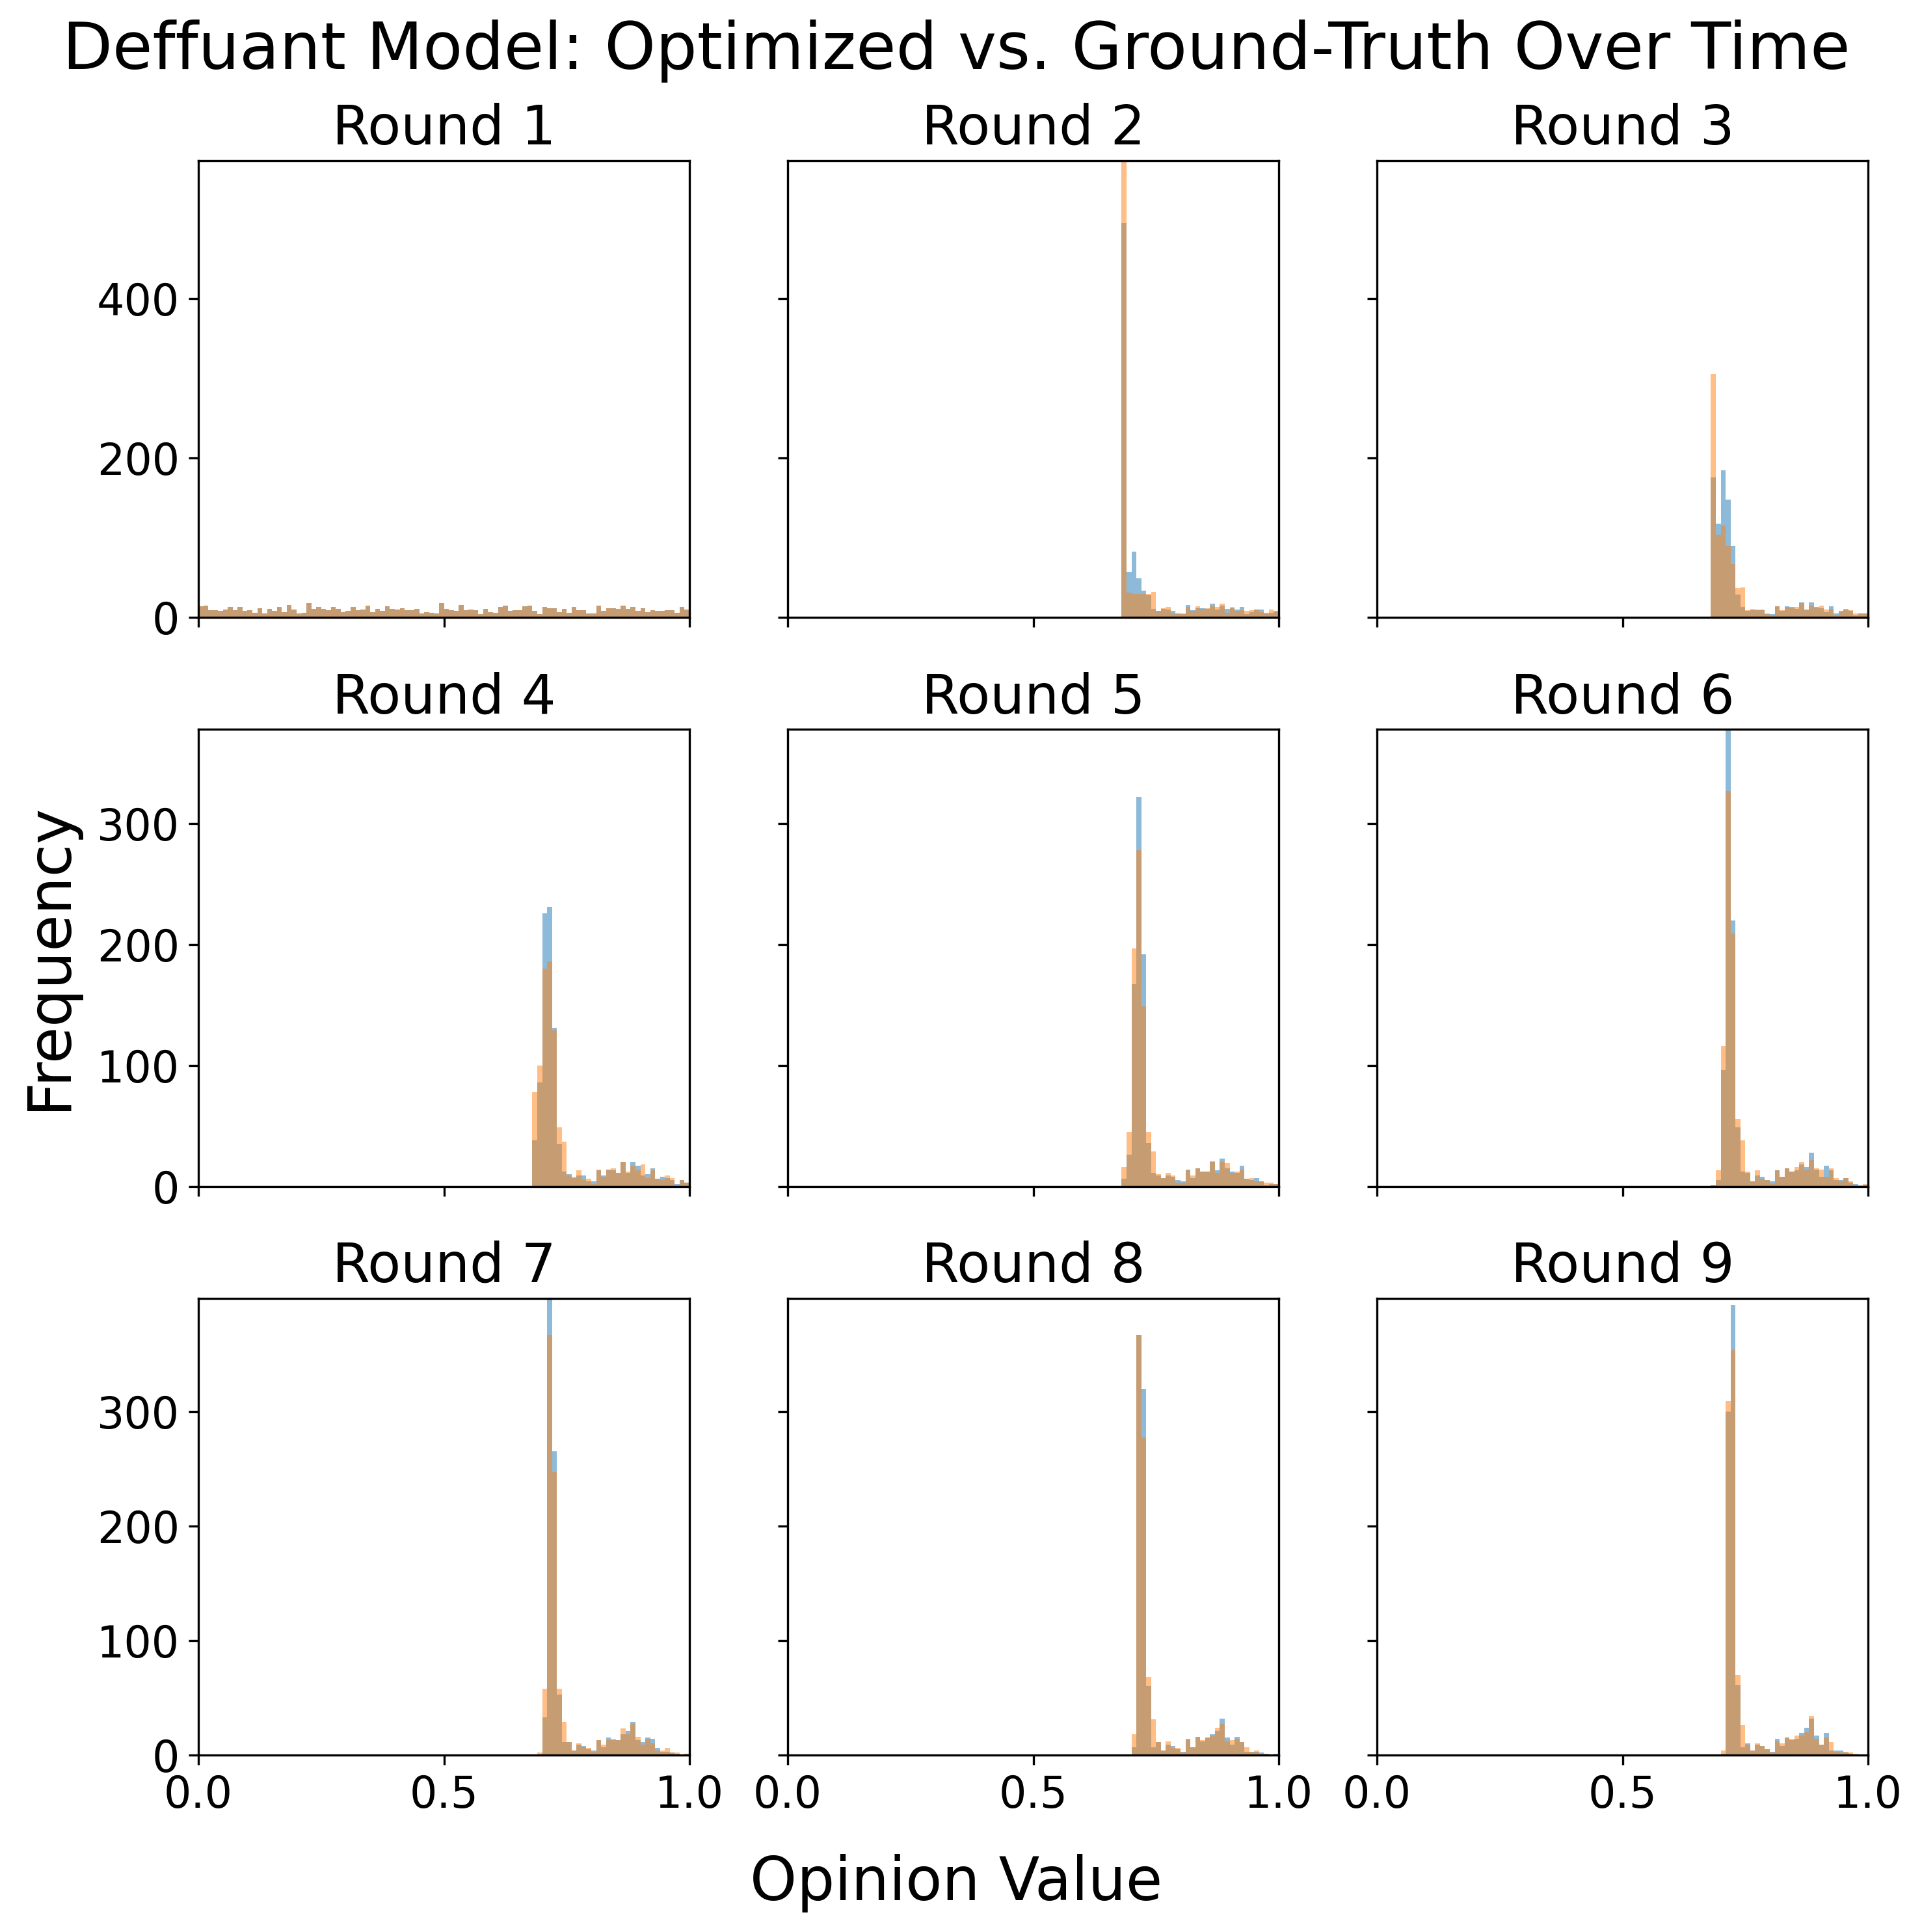 Deffuant Model: Optimized vs. Ground-Truth Over Time
Round 1
Round 2
Round 3
400
200
0
Round 4
Round 5
Round 6
Frequency
300
200
100
0
Round 7
Round 8
Round 9
300
200
100
0
0.0 0.5 1.0 0.0 0.5 1.0 0.0 0.5 1.0
Opinion Value